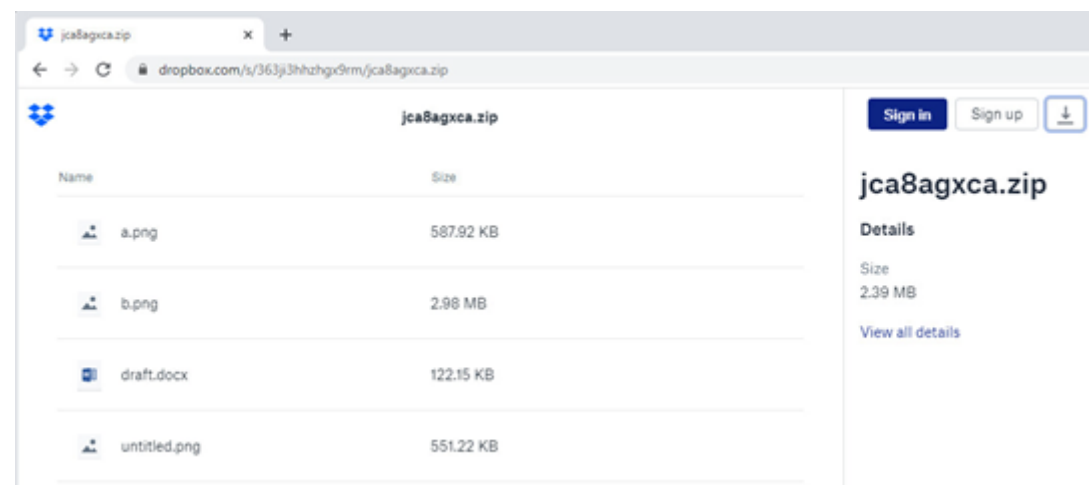 jca8agxca.zip
dropbox.com/s/363ji3hhzhgx9rm/jca8agxca.zip
jca8agxca.zip
Sign in
Sign up
Name
Size
a.png
587.92 KB
b.png
2.98 MB
draft.docx
122.15 KB
untitled.png
551.22 KB
jca8agxca.zip
Details
Size
2.39 MB
View all details